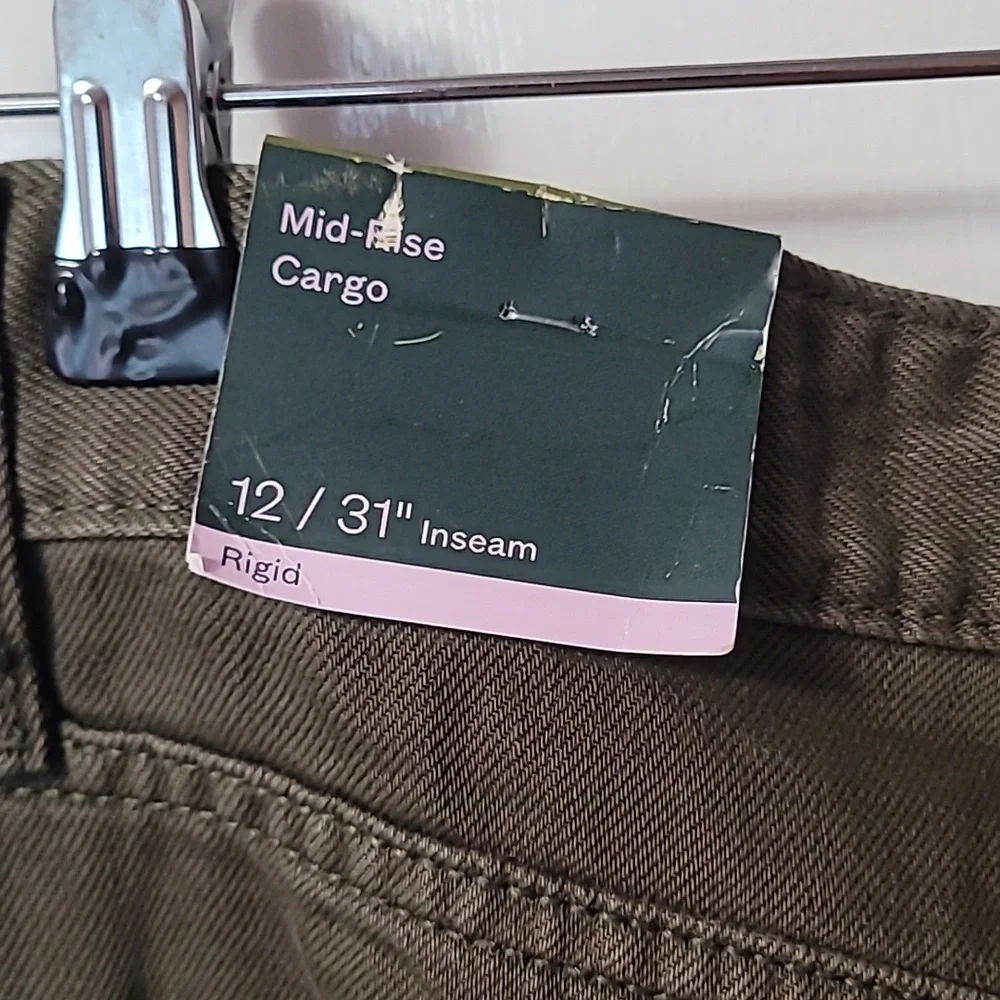 Mid-Rise
Cargo
12 / 31" Inseam
Rigid